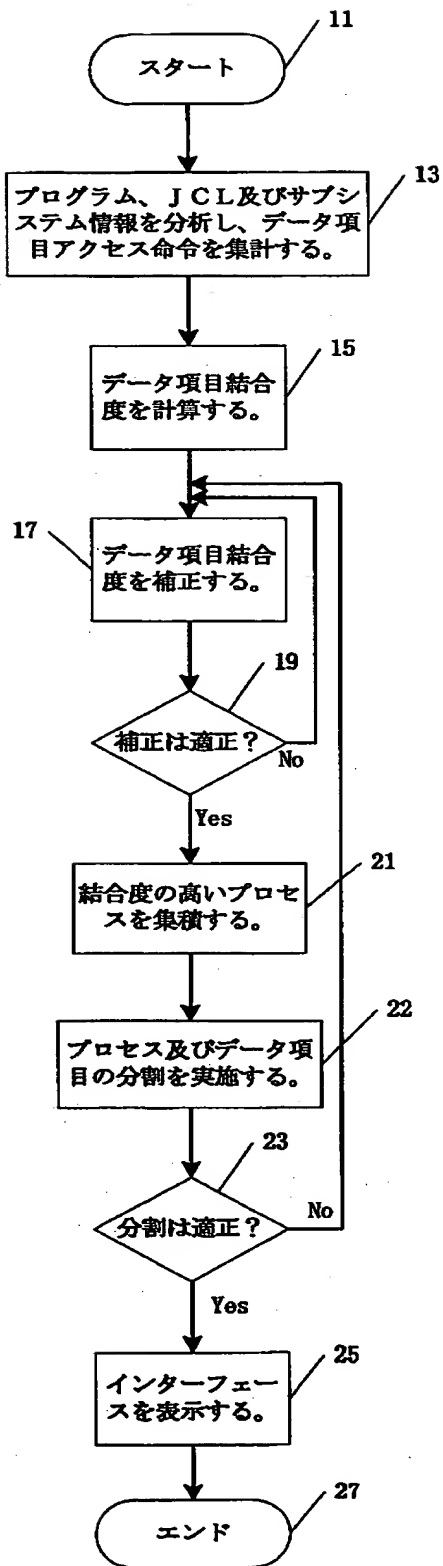 11
スタート
13
プログラム、JCL及びサブシ
ステム情報を分析し、データ項
目アクセス命令を集計する。
15
データ項目結合
度を計算する。
17
データ項目結合
度を補正する。
19
補正は適正？
No
Yes
21
結合度の高いプロセ
スを集積する。
22
プロセス及びデータ項
目の分割を実施する。
23
分割は適正？
No
Yes
25
インターフェー
スを表示する。
27
エンド